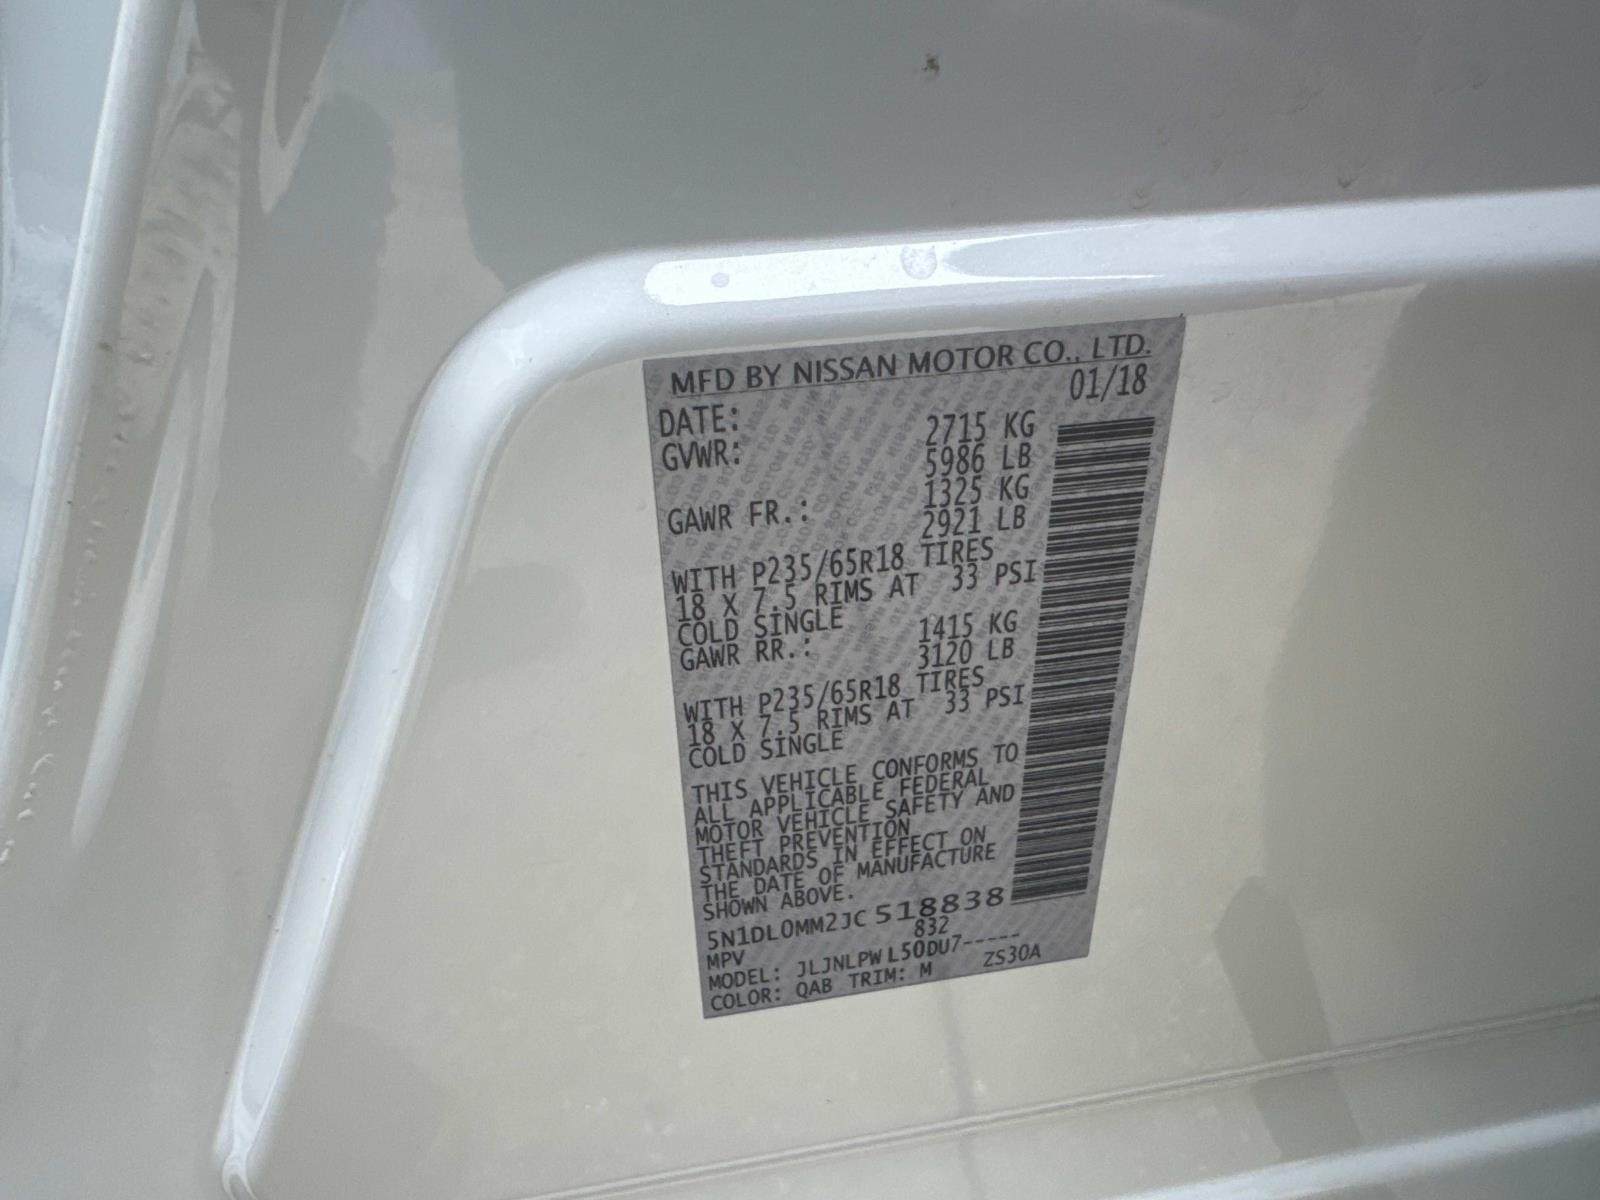 MFD BY NISSAN MOTOR CO., LTD.
DATE: 01/18
GVWR: 2715 KG
5986 LB
GAWR FR.: 1325 KG
2921 LB
WITH P235/65R18 TIRES
18 X 7.5 RIMS AT 33 PSI
COLD SINGLE
GAWR RR.: 1415 KG
3120 LB
WITH P235/65R18 TIRES
18 X 7.5 RIMS AT 33 PSI
COLD SINGLE
THIS VEHICLE CONFORMS TO
ALL APPLICABLE FEDERAL
MOTOR VEHICLE SAFETY AND
THEFT PREVENTION
STANDARDS IN EFFECT ON
THE DATE OF MANUFACTURE
SHOWN ABOVE.
5N1DL0MM2JC518838
MPV 832
MODEL: JLJNLPWL50DU7-----
COLOR: QAB TRIM: M ZS30A